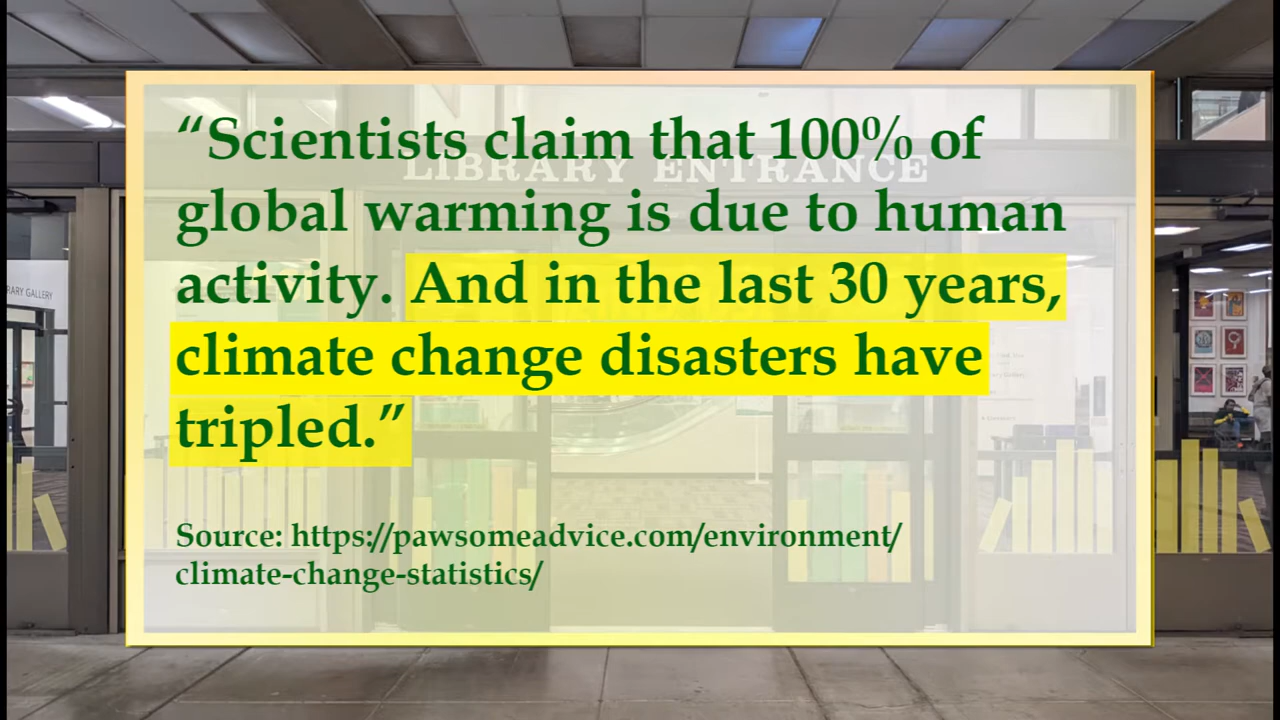 “Scientists claim that 100% of
LIBRARY ENTRANCE
global warming is due to human
activity. And in the last 30 years,
RARY GALLERY
climate change disasters have
tripled.”
Source: https://pawsomeadvice.com/environment/
climate-change-statistics/